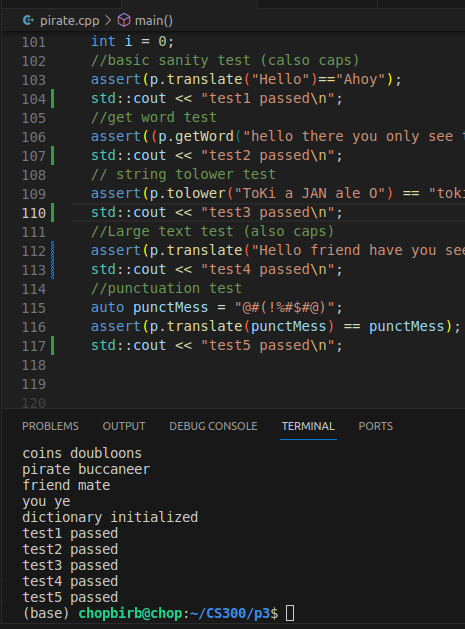 pirate.cpp > main()
101 int i = 0;
102 //basic sanity test (calso caps)
103 assert(p.translate("Hello")=="Ahoy");
104 std::cout << "test1 passed\n";
105 //get word test
106 assert((p.getWord("hello there you only see
107 std::cout << "test2 passed\n";
108 // string tolower test
109 assert(p.tolower("ToKi a JAN ale O") == "toki
110 std::cout << "test3 passed\n";
111 //Large text test (also caps)
112 assert(p.translate("Hello friend have you see
113 std::cout << "test4 passed\n";
114 //punctuation test
115 auto punctMess = "@#(!%#$#@)";
116 assert(p.translate(punctMess) == punctMess);
117 std::cout << "test5 passed\n";
118
119
120
PROBLEMS OUTPUT DEBUG CONSOLE TERMINAL PORTS
coins doubloons
pirate buccaneer
friend mate
you ye
dictionary initialized
test1 passed
test2 passed
test3 passed
test4 passed
test5 passed
(base) chopbirb@chop:~/CS300/p3$